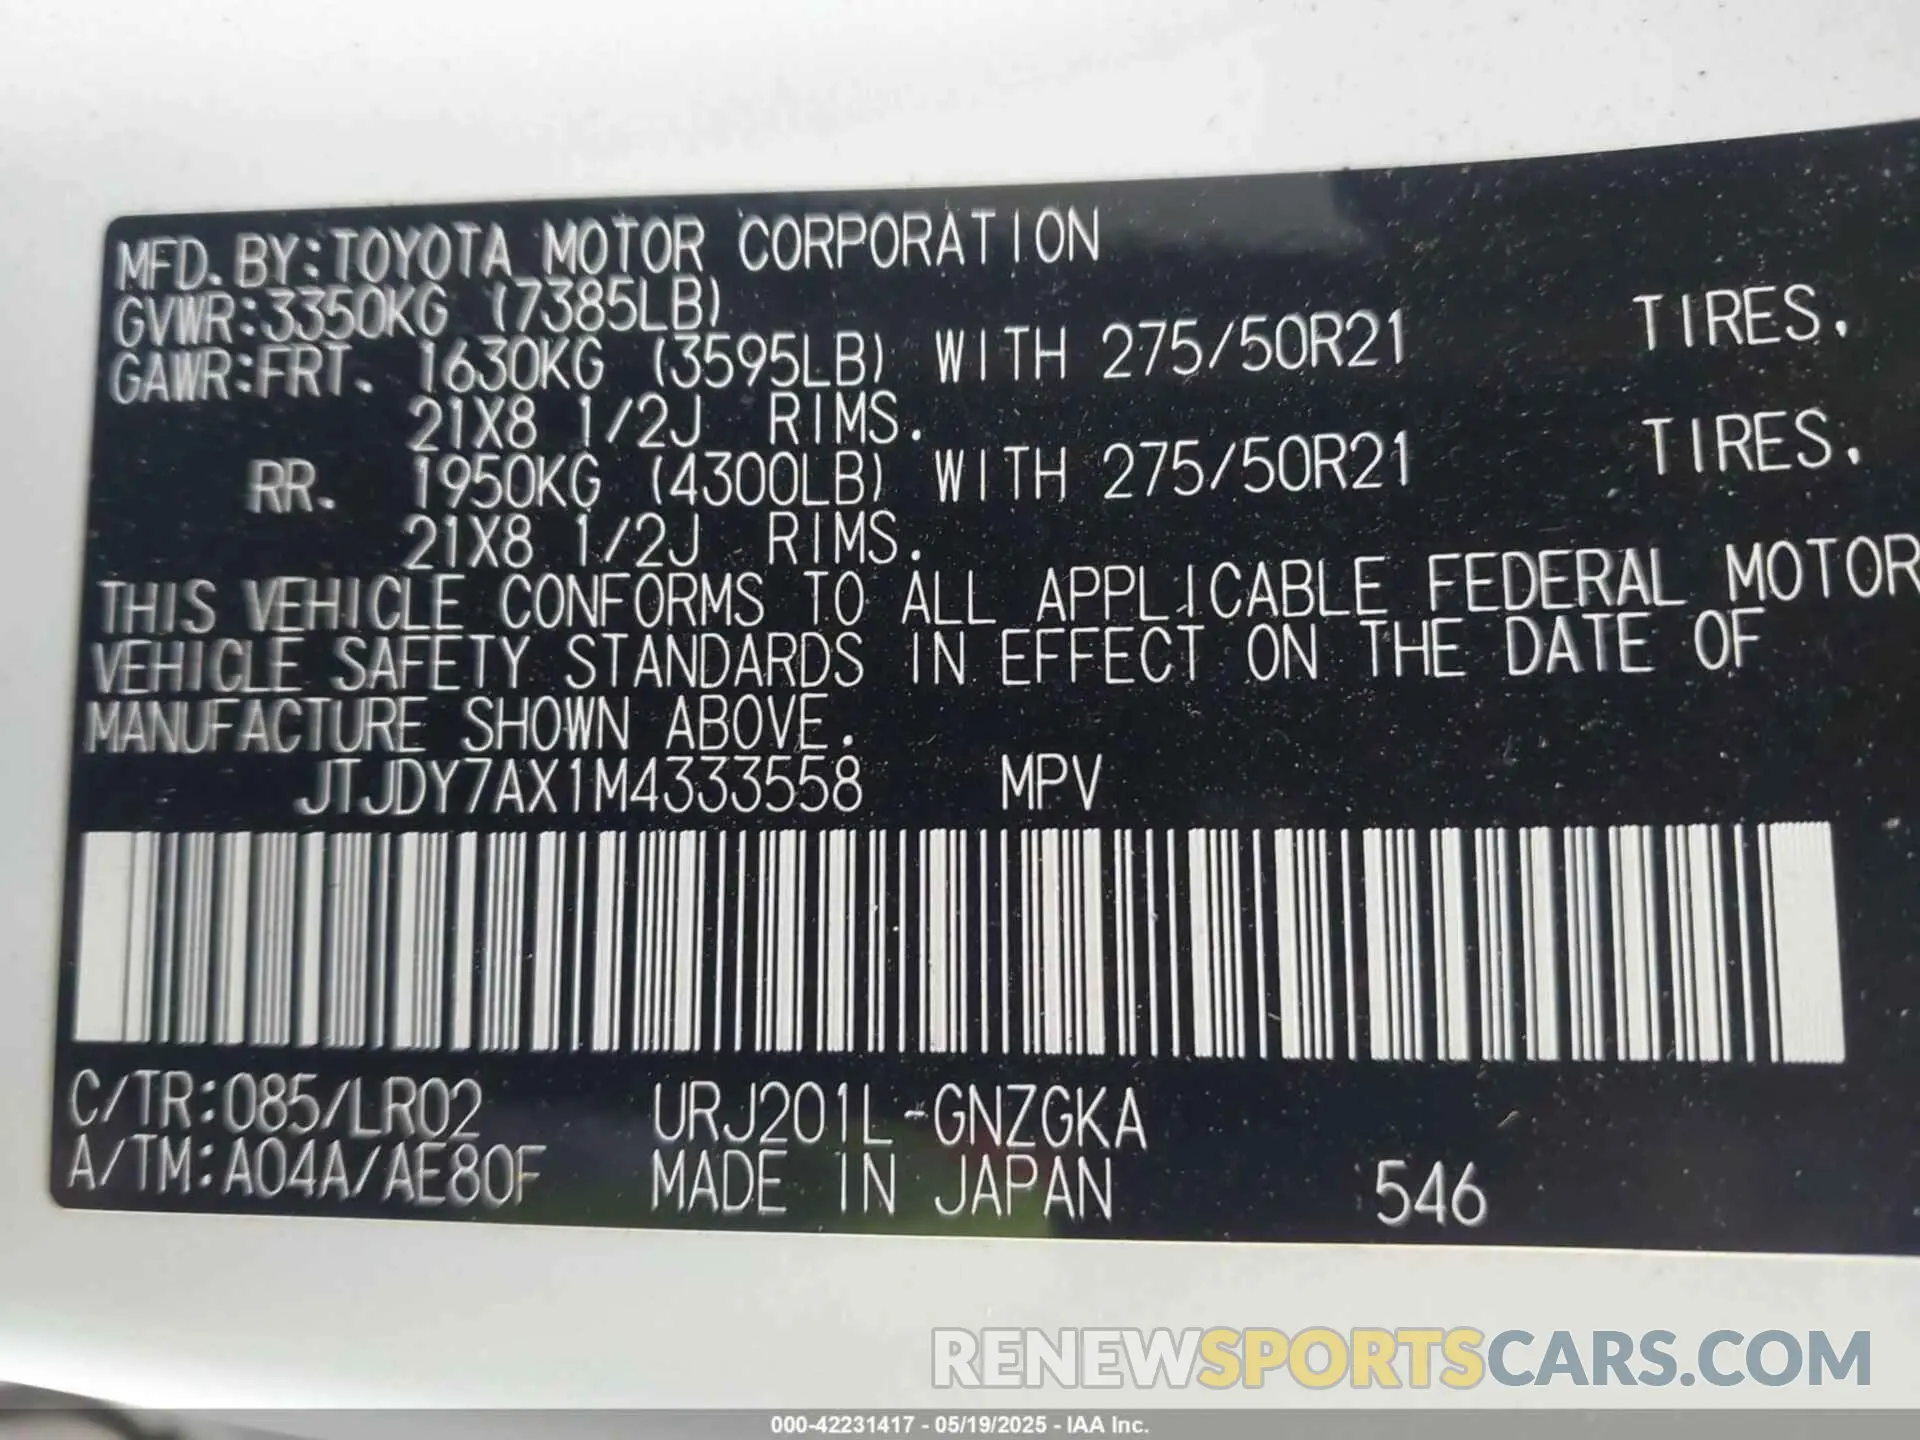 MFD. BY:TOYOTA MOTOR CORPORATION
GVWR:3350KG (7385LB)
GAWR:FRT. 1630KG (3595LB) WITH 275/50R21 TIRES,
21X8 1/2J RIMS.
RR. 1950KG (4300LB) WITH 275/50R21 TIRES,
21X8 1/2J RIMS.
THIS VEHICLE CONFORMS TO ALL APPLICABLE FEDERAL MOTOR
VEHICLE SAFETY STANDARDS IN EFFECT ON THE DATE OF
MANUFACTURE SHOWN ABOVE.
JTJDY7AX1M4333558 MPV
C/TR:085/LR02 URJ201L-GNZGKA
A/TM:A04A/AE80F MADE IN JAPAN 546
RENEWSPORTSCARS.COM
000-42231417 - 05/19/2025 - IAA Inc.